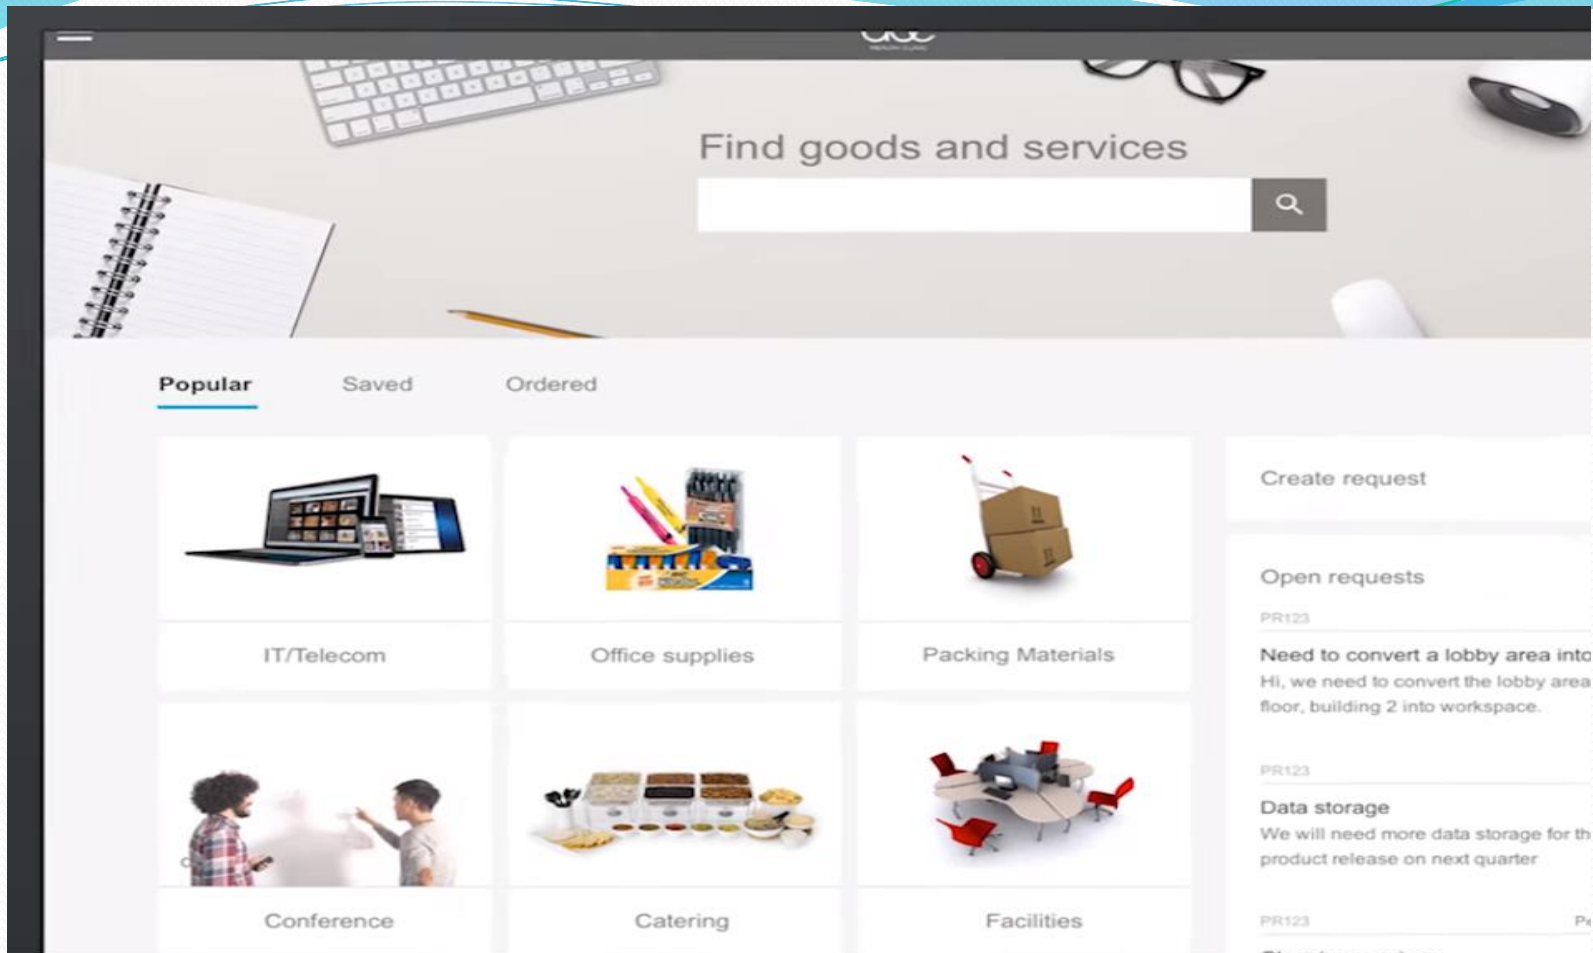 HEALTH CLINIC
Find goods and services
Popular
Saved
Ordered
IT/Telecom
Office supplies
Packing Materials
Conference
Catering
Facilities
Create request
Open requests
PR123
Need to convert a lobby area into
Hi, we need to convert the lobby area
floor, building 2 into workspace.
PR123
Data storage
We will need more data storage for th
product release on next quarter
PR123